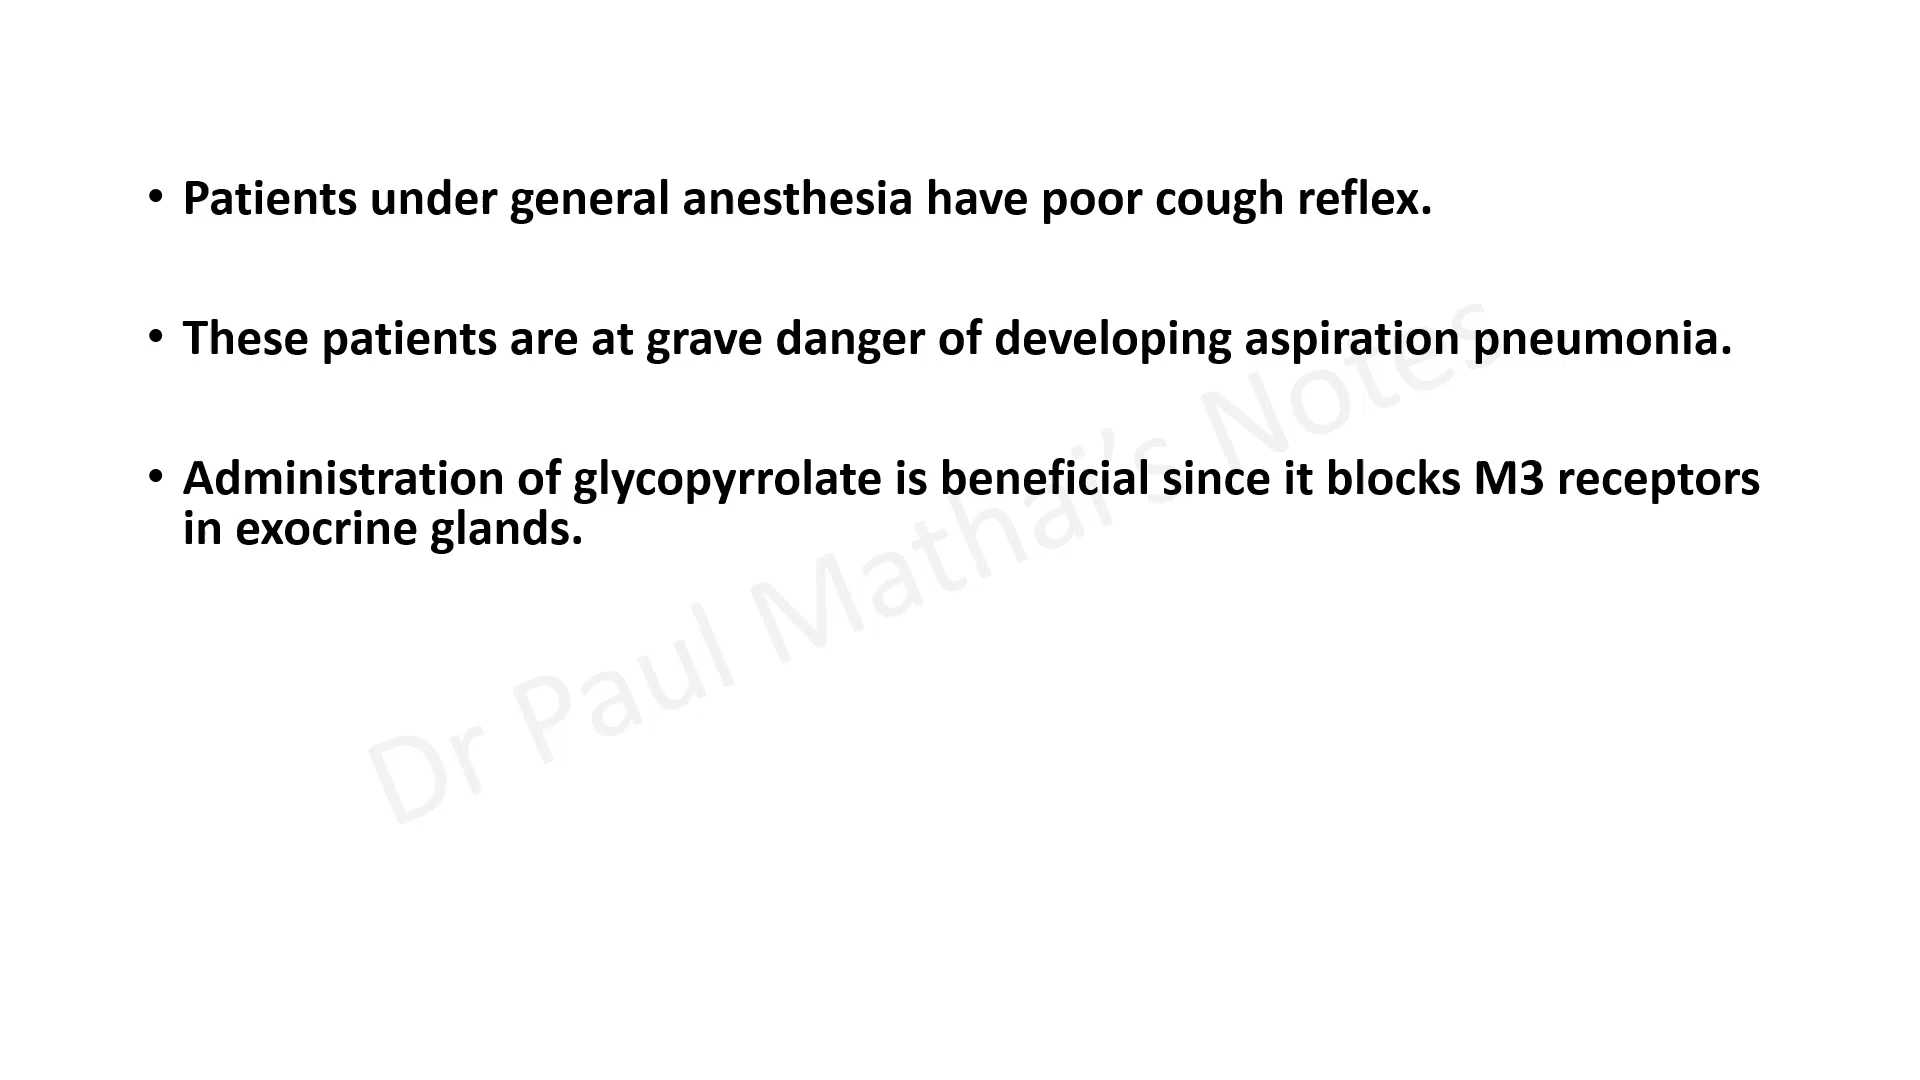 • Patients under general anesthesia have poor cough reflex.
• These patients are at grave danger of developing aspiration pneumonia.
• Administration of glycopyrrolate is beneficial since it blocks M3 receptors
in exocrine glands.
Dr Paul Mathai's Notes